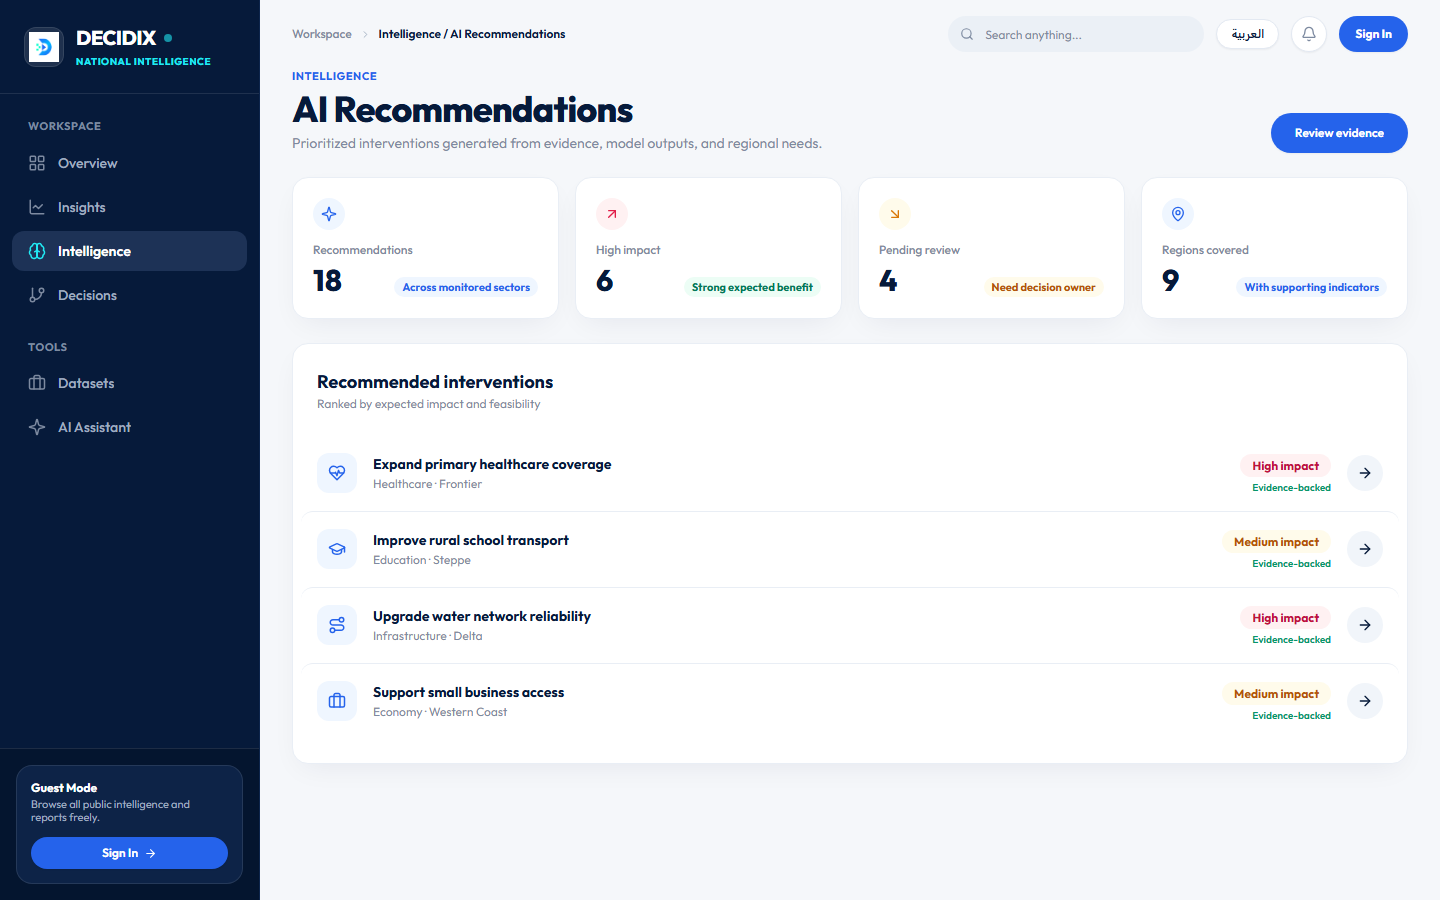 DECIDIX
NATIONAL INTELLIGENCE
WORKSPACE
Overview
Insights
Intelligence
Decisions
TOOLS
Datasets
AI Assistant
Guest Mode
Browse all public intelligence and
reports freely.
Sign In
Workspace
Intelligence / AI Recommendations
Search anything...
العربية
Sign In
INTELLIGENCE
AI Recommendations
Prioritized interventions generated from evidence, model outputs, and regional needs.
Review evidence
Recommendations
18
Across monitored sectors
High impact
6
Strong expected benefit
Pending review
4
Need decision owner
Regions covered
9
With supporting indicators
Recommended interventions
Ranked by expected impact and feasibility
Expand primary healthcare coverage
Healthcare · Frontier
High impact
Evidence-backed
Improve rural school transport
Education · Steppe
Medium impact
Evidence-backed
Upgrade water network reliability
Infrastructure · Delta
High impact
Evidence-backed
Support small business access
Economy · Western Coast
Medium impact
Evidence-backed